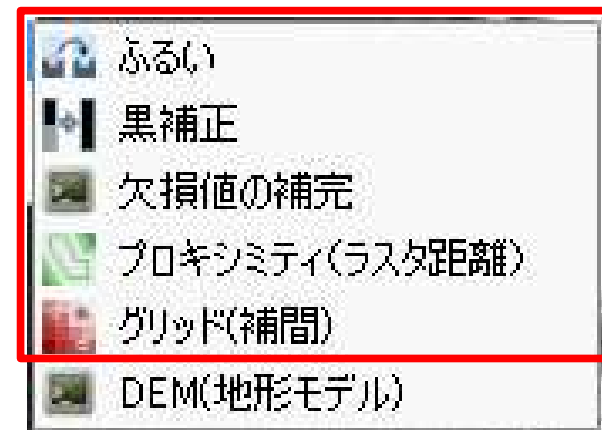 ふるい
黒補正
欠損値の補完
プロキシミティ(ラスタ距離)
グリッド(補間)
DEM(地形モデル)